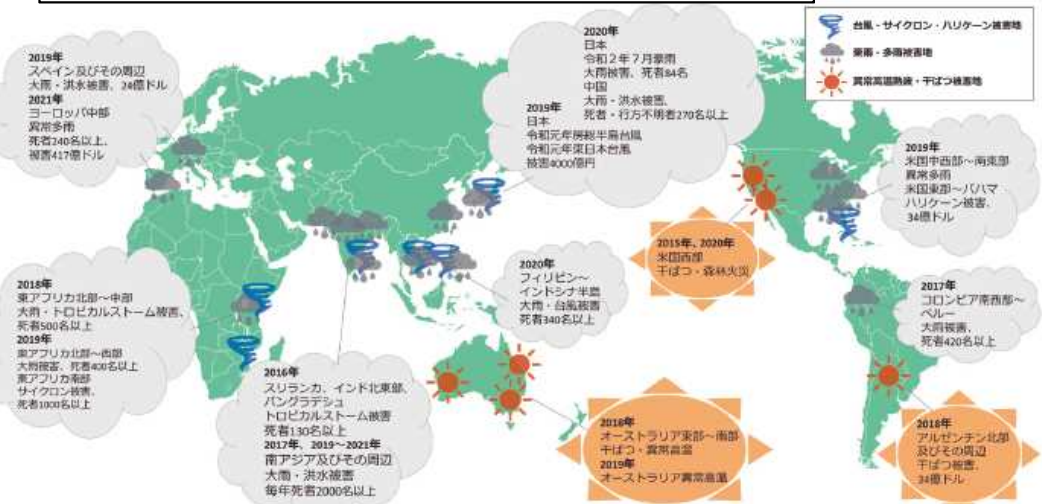 台風・サイクロン・ハリケーン被害地
豪雨・多雨被害地
異常高温熱波・干ばつ被害地
2019年
スペイン及びその周辺
大雨・洪水被害、24億ドル
2021年
ヨーロッパ中部
異常多雨
死者240名以上、
被害417億ドル
2020年
日本
令和2年7月豪雨
大雨被害、死者84名
中国
大雨・洪水被害、
死者・行方不明者270名以上
2019年
日本
令和元年房総半島台風
令和元年東日本台風
被害4000億円
2019年
米国中西部～南東部
異常多雨
米国東部～バハマ
ハリケーン被害、
34億ドル
2015年、2020年
米国西部
干ばつ・森林火災
2020年
フィリピン～
インドシナ半島
大雨・台風被害
死者340名以上
2017年
コロンビア南西部～
ペルー
大雨被害、
死者420名以上
2018年
東アフリカ北部～中部
大雨・トロピカルストーム被害、
死者500名以上
2019年
東アフリカ北部～西部
大雨被害、死者400名以上
東アフリカ南部
サイクロン被害、
死者1000名以上
2016年
スリランカ、インド北東部、
バングラデシュ
トロピカルストーム被害
死者130名以上
2017年、2019～2021年
南アジア及びその周辺
大雨・洪水被害
毎年死者2000名以上
2018年
オーストラリア東部～南部
干ばつ・異常高温
2019年
オーストラリア異常高温
2018年
アルゼンチン北部
及びその周辺
干ばつ被害、
34億ドル